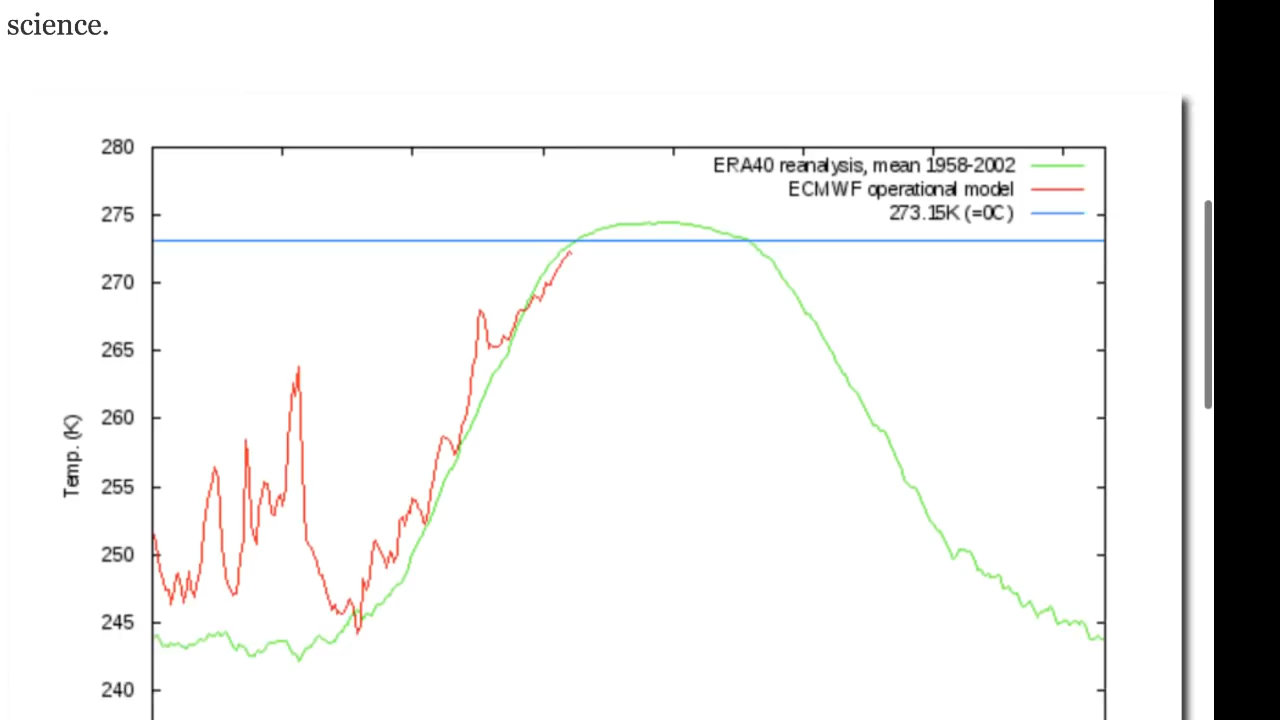 science.
280
ERA40 reanalysis, mean 1958-2002
ECMWF operational model
275
273.15K (=0C)
270
265
260
Temp. (K)
255
250
245
240